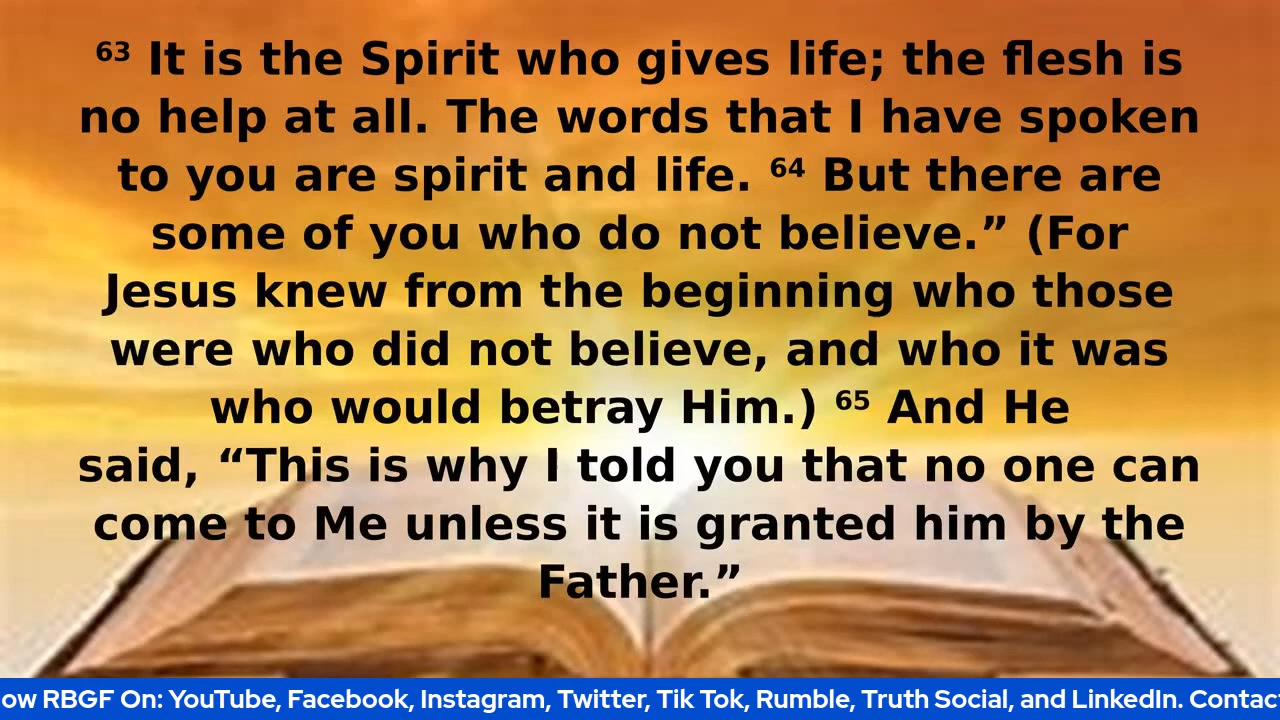 ⁶³ It is the Spirit who gives life; the flesh is
no help at all. The words that I have spoken
to you are spirit and life. ⁶⁴ But there are
some of you who do not believe.” (For
Jesus knew from the beginning who those
were who did not believe, and who it was
who would betray Him.) ⁶⁵ And He
said, “This is why I told you that no one can
come to Me unless it is granted him by the
Father.”
ow RBGF On: YouTube, Facebook, Instagram, Twitter, Tik Tok, Rumble, Truth Social, and LinkedIn. Contac